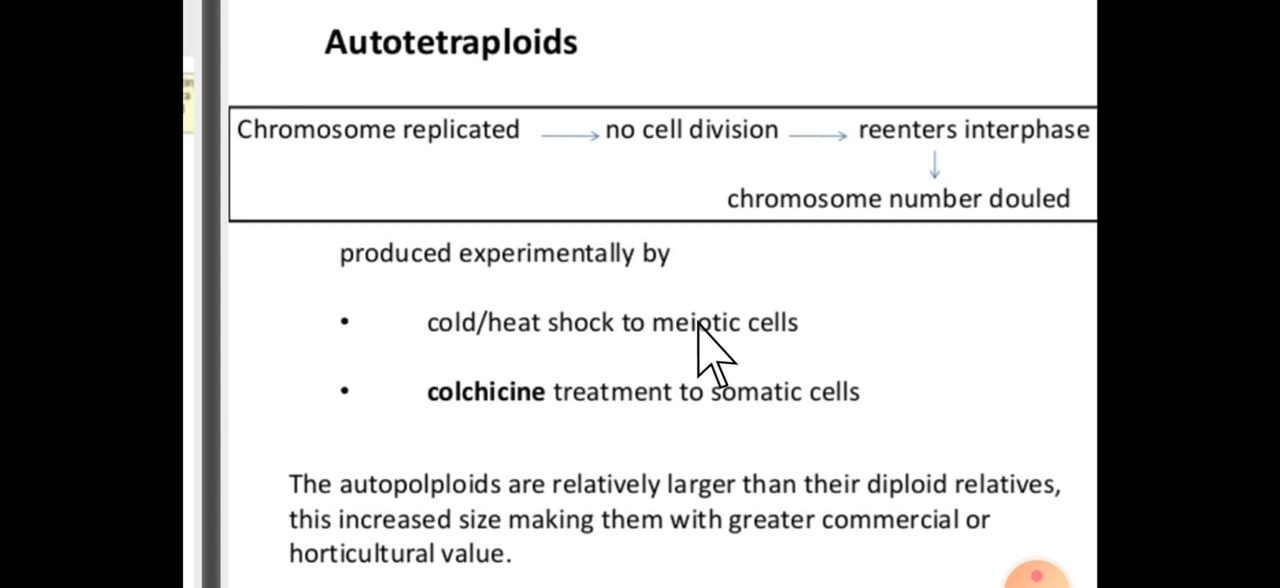 Autotetraploids
Chromosome replicated → no cell division → reenters interphase
↓
chromosome number douled
produced experimentally by
• cold/heat shock to meiotic cells
• colchicine treatment to somatic cells
The autopolploids are relatively larger than their diploid relatives,
this increased size making them with greater commercial or
horticultural value.